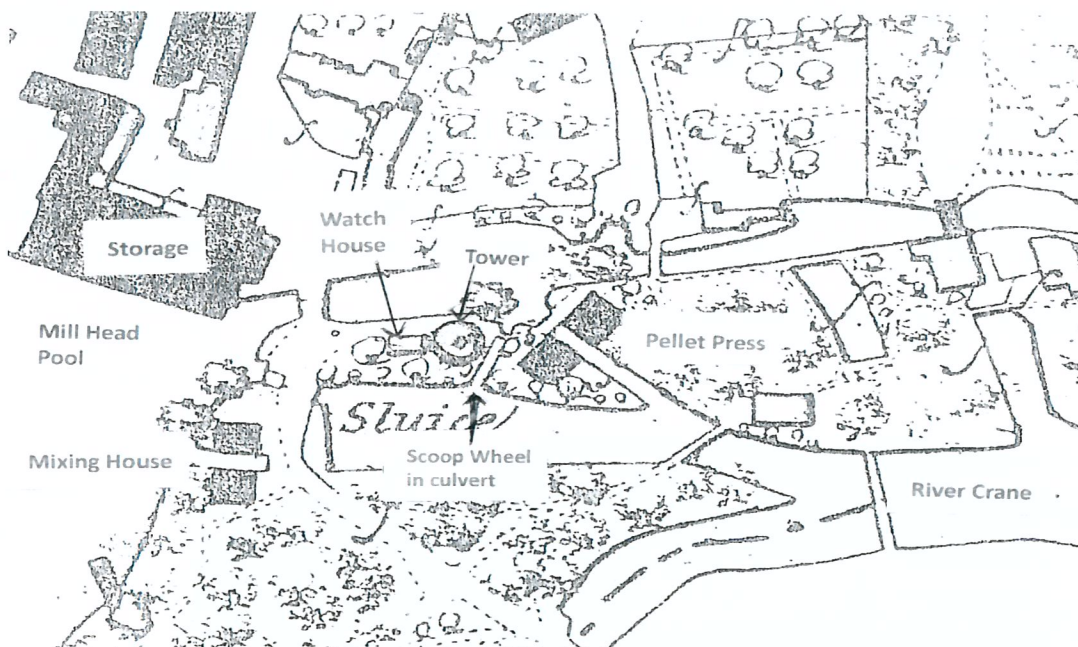 Watch
House
Storage
Tower
Mill Head
Pool
Pellet Press
Sluice
Mixing House
Scoop Wheel
in culvert
River Crane